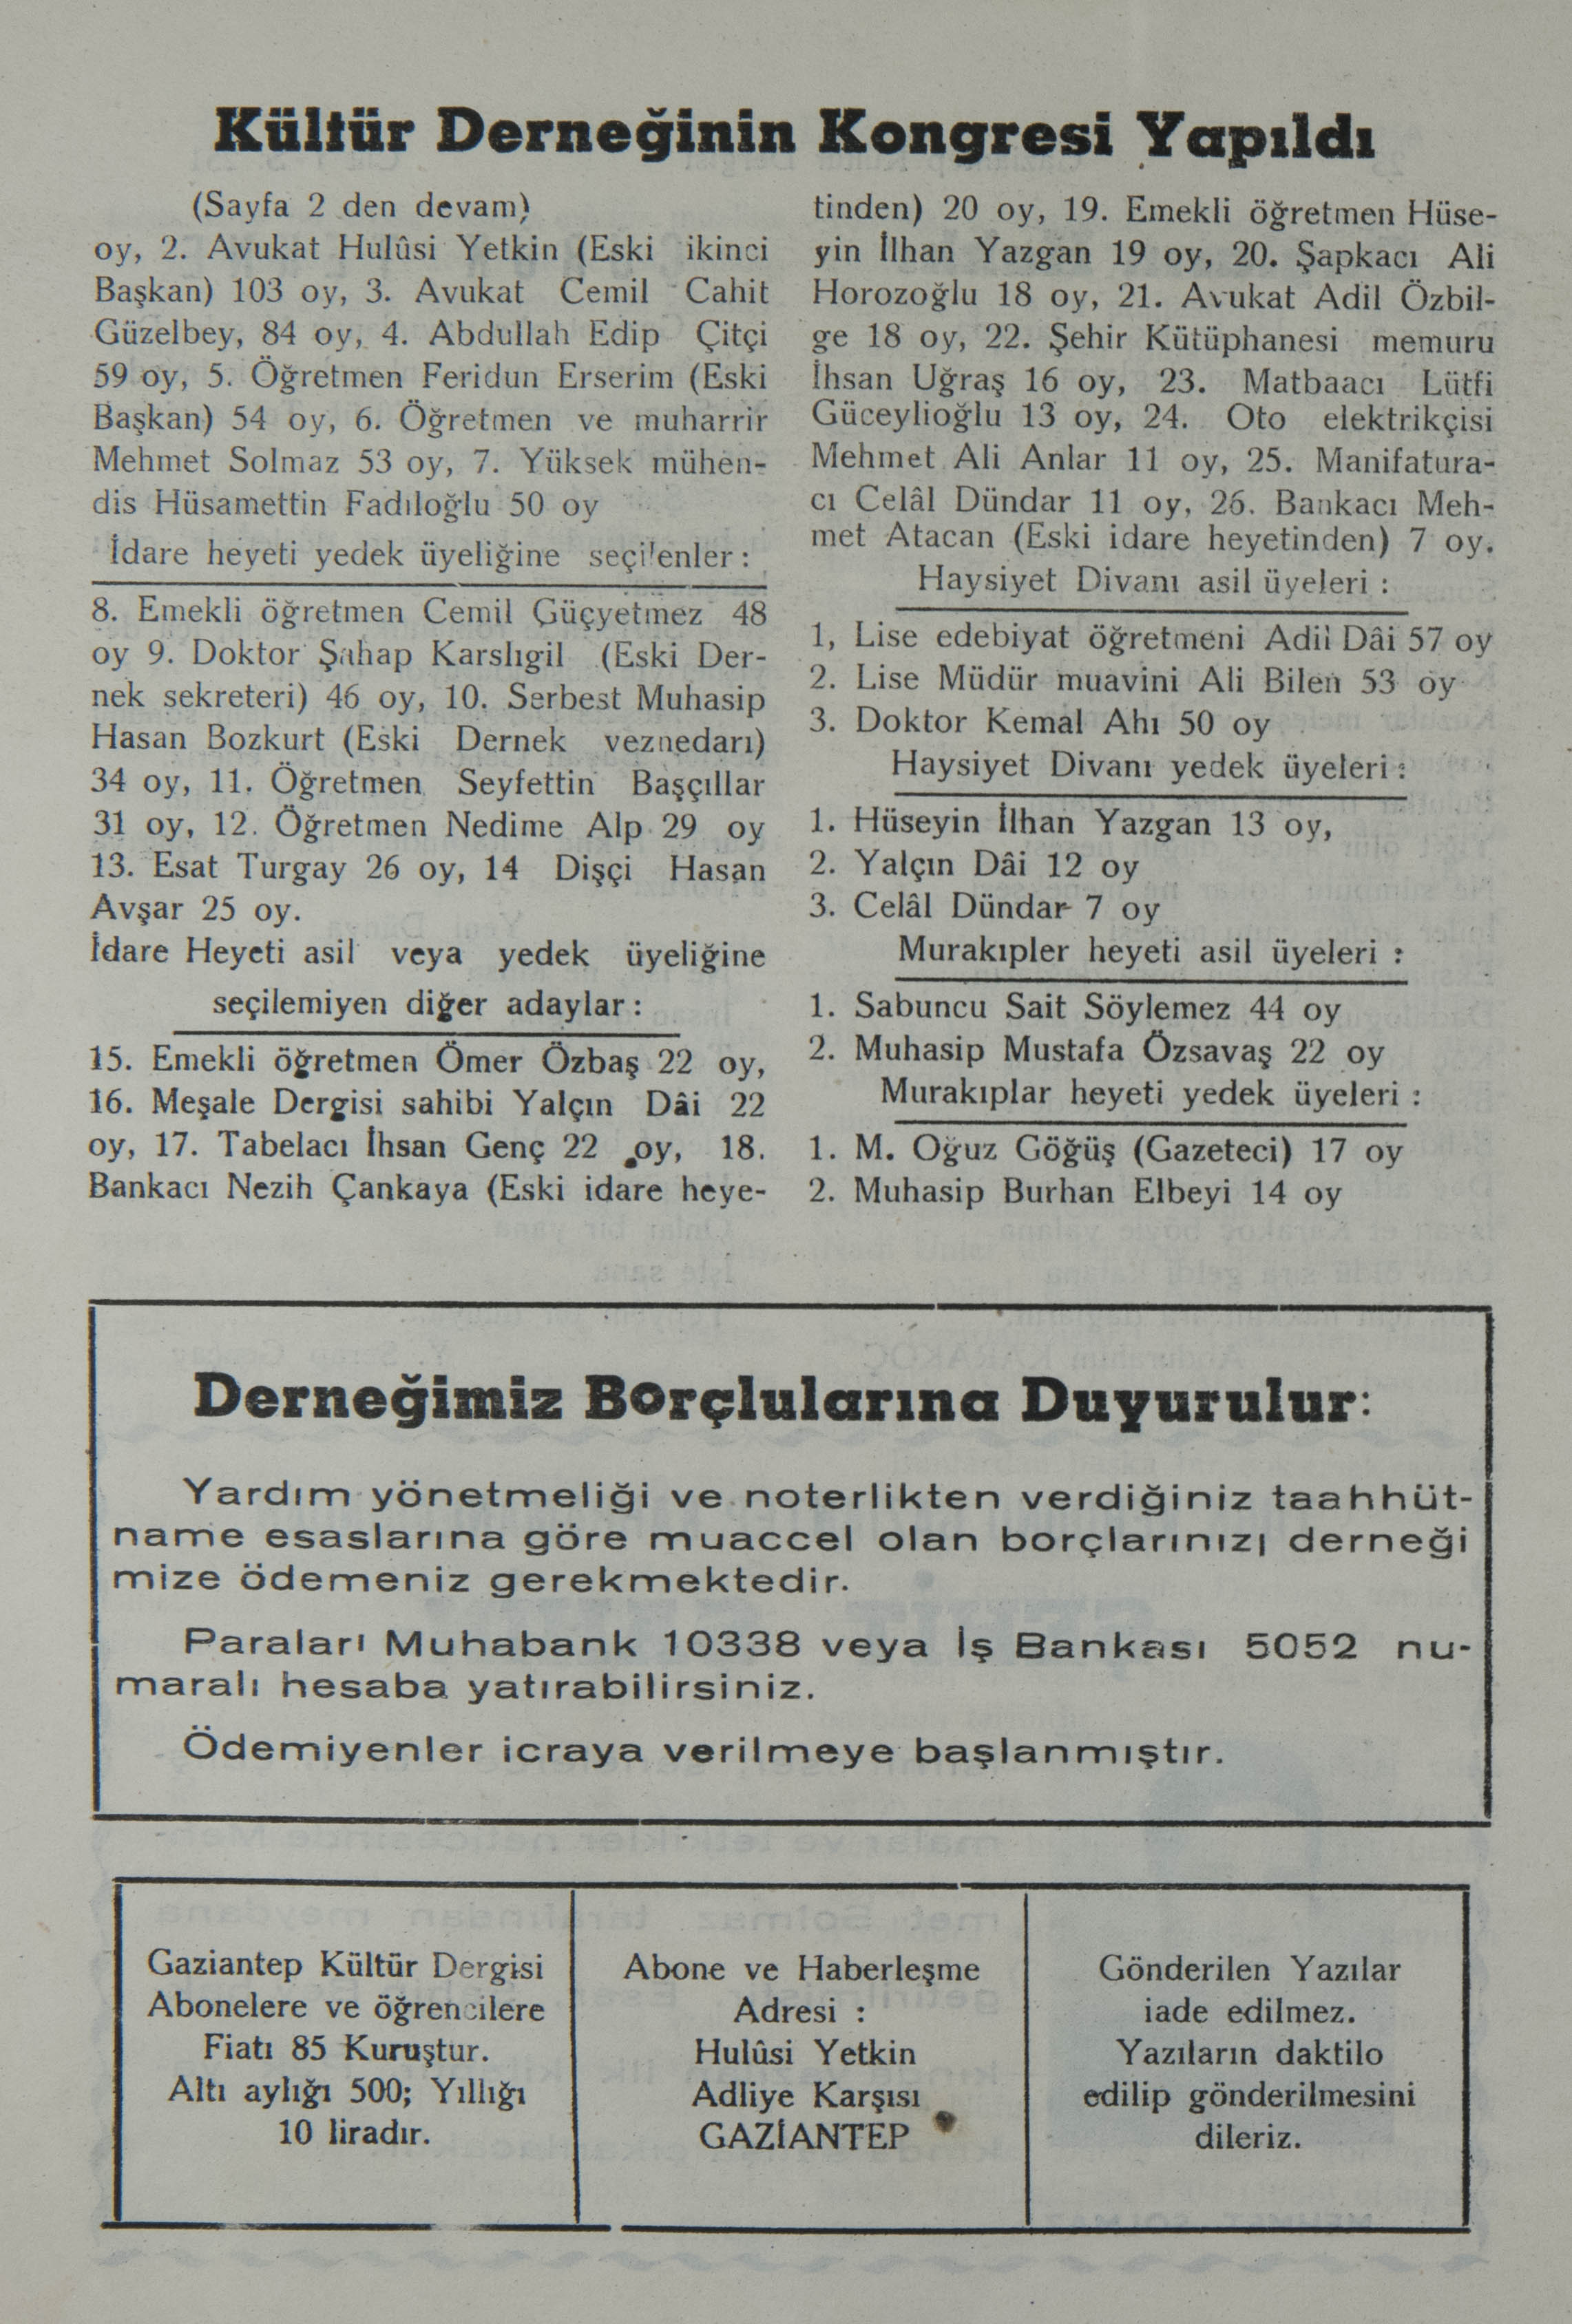 Kültür Derneğinin Kongresi Yapıldı
(Sayfa 2 den devam)
oy, 2. Avukat Hulûsi Yetkin (Eski ikinci
Başkan) 103 oy, 3. Avukat Cemil Cahit
Güzelbey, 84 oy, 4. Abdullah Edip Çitçi
59 oy, 5. Öğretmen Feridun Erserim (Eski
Başkan) 54 oy, 6. Öğretmen ve muharrir
Mehmet Solmaz 53 oy, 7. Yüksek mühen-
dis Hüsamettin Fadıloğlu 50 oy
İdare heyeti yedek üyeliğine seçilenler :
8. Emekli öğretmen Cemil Güçyetmez 48
oy 9. Doktor Şahap Karslıgil (Eski Der-
nek sekreteri) 46 oy, 10. Serbest Muhasip
Hasan Bozkurt (Eski Dernek veznedarı)
34 oy, 11. Öğretmen Seyfettin Başçıllar
31 oy, 12. Öğretmen Nedime Alp 29 oy
13. Esat Turgay 26 oy, 14 Dişçi Hasan
Avşar 25 oy.
İdare Heyeti asil veya yedek üyeliğine
seçilemiyen diğer adaylar :
15. Emekli öğretmen Ömer Özbaş 22 oy,
16. Meşale Dergisi sahibi Yalçın Dâi 22
oy, 17. Tabelacı İhsan Genç 22 oy, 18.
Bankacı Nezih Çankaya (Eski idare heye-
tinden) 20 oy, 19. Emekli öğretmen Hüse-
yin İlhan Yazgan 19 oy, 20. Şapkacı Ali
Horozoğlu 18 oy, 21. Avukat Adil Özbil-
ge 18 oy, 22. Şehir Kütüphanesi memuru
İhsan Uğraş 16 oy, 23. Matbaacı Lütfi
Güceylioğlu 13 oy, 24. Oto elektrikçisi
Mehmet Ali Anlar 11 oy, 25. Manifatura-
cı Celâl Dündar 11 oy, 26. Bankacı Meh-
met Atacan (Eski idare heyetinden) 7 oy.
Haysiyet Divanı asil üyeleri :
1, Lise edebiyat öğretmeni Adil Dâi 57 oy
2. Lise Müdür muavini Ali Bilen 53 oy
3. Doktor Kemal Ahı 50 oy
Haysiyet Divanı yedek üyeleri :
1. Hüseyin İlhan Yazgan 13 oy,
2. Yalçın Dâi 12 oy
3. Celâl Dündar 7 oy
Murakıpler heyeti asil üyeleri :
1. Sabuncu Sait Söylemez 44 oy
2. Muhasip Mustafa Özsavaş 22 oy
Murakıplar heyeti yedek üyeleri :
1. M. Oğuz Göğüş (Gazeteci) 17 oy
2. Muhasip Burhan Elbeyi 14 oy
Derneğimiz Borçlularına Duyurulur:
Yardım yönetmeliği ve noterlikten verdiğiniz taahhüt-
name esaslarına göre muaccel olan borçlarınızı derneği
mize ödemeniz gerekmektedir.
Paraları Muhabank 10338 veya İş Bankası 5052 nu-
maralı hesaba yatırabilirsiniz.
Ödemiyenler icraya verilmeye başlanmıştır.
Gaziantep Kültür Dergisi
Abonelere ve öğrencilere
Fiatı 85 Kuruştur.
Altı aylığı 500; Yıllığı
10 liradır.
Abone ve Haberleşme
Adresi :
Hulûsi Yetkin
Adliye Karşısı
GAZİANTEP
Gönderilen Yazılar
iade edilmez.
Yazıların daktilo
edilip gönderilmesini
dileriz.